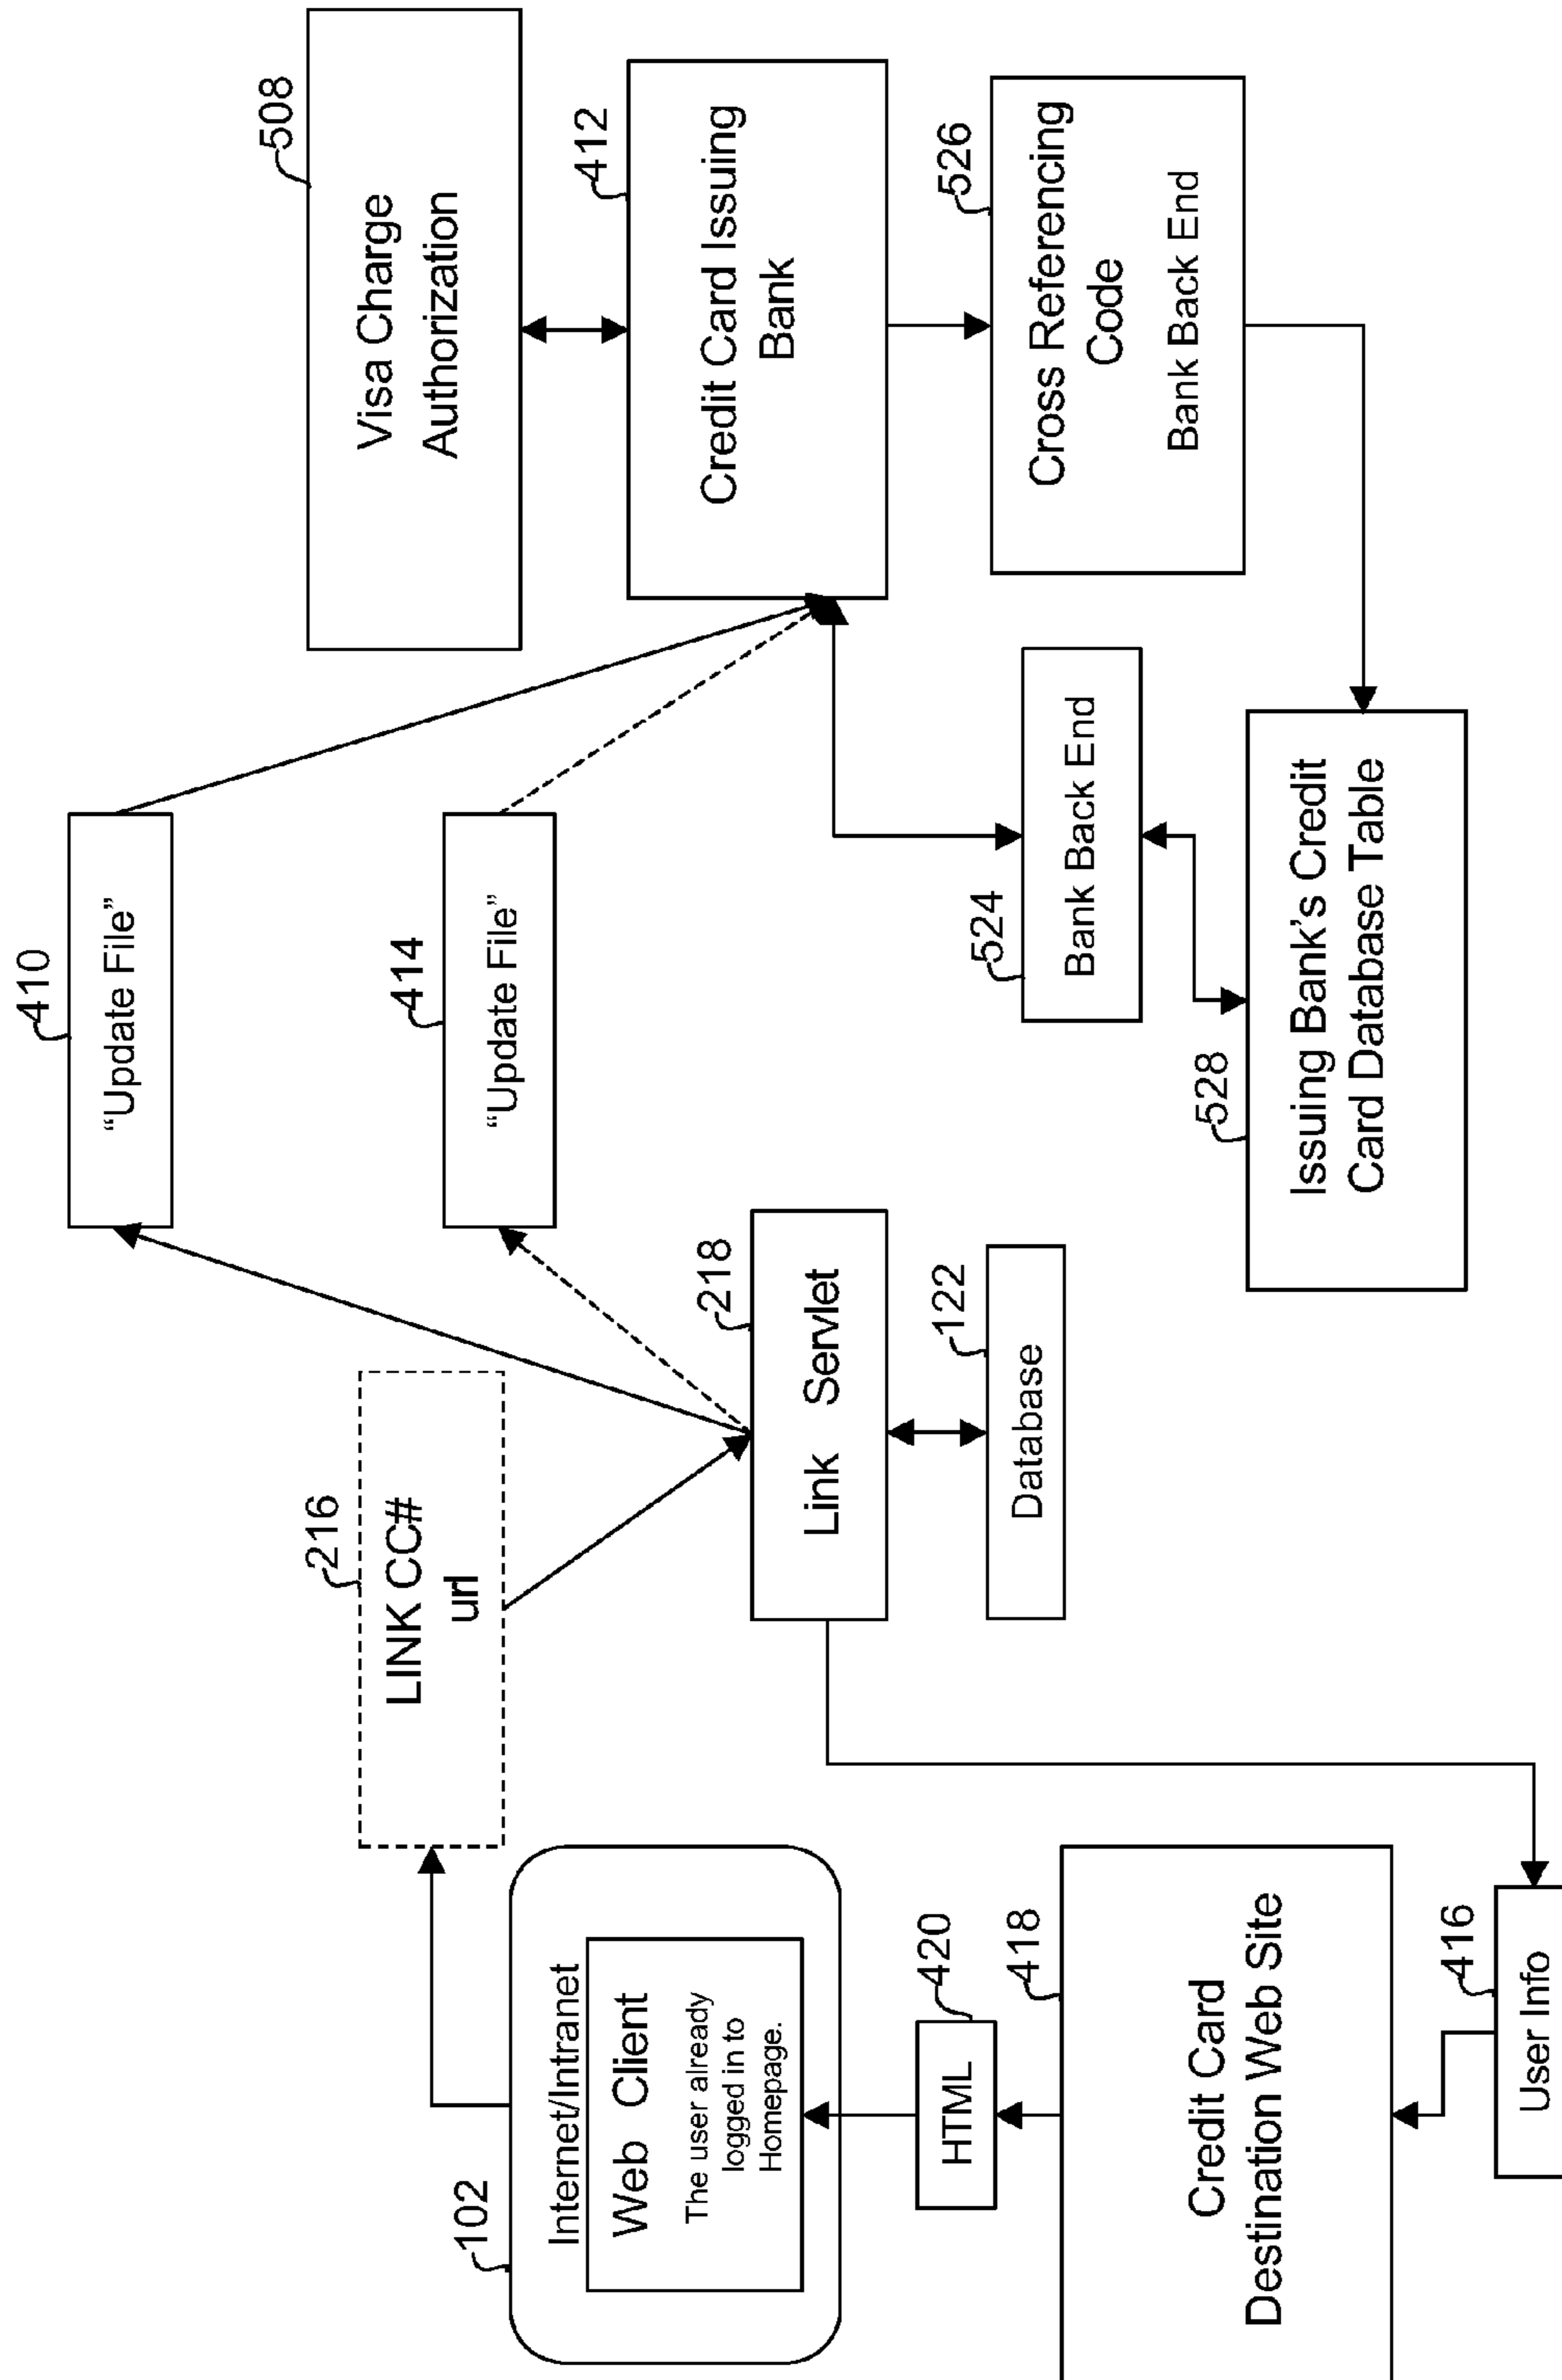 102
Internet/Intranet
Web Client
The user already
logged in to
Homepage.
420
HTML
418
Credit Card
Destination Web Site
416
User Info
216
LINK CC#
url
218
Link Servlet
122
Database
410
“Update File”
414
“Update File”
524
Bank Back End
528
Issuing Bank’s Credit
Card Database Table
508
Visa Charge
Authorization
412
Credit Card Issuing
Bank
526
Cross Referencing
Code
Bank Back End